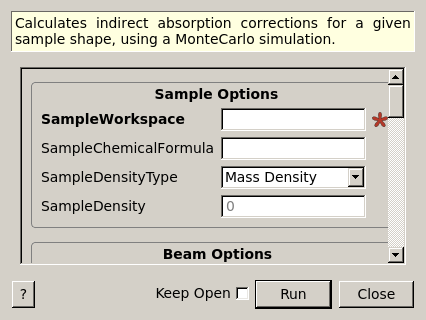 Calculates indirect absorption corrections for a given
sample shape, using a MonteCarlo simulation.
Sample Options
SampleWorkspace
SampleChemicalFormula
SampleDensityType Mass Density
SampleDensity 0
Beam Options
? Keep Open Run Close